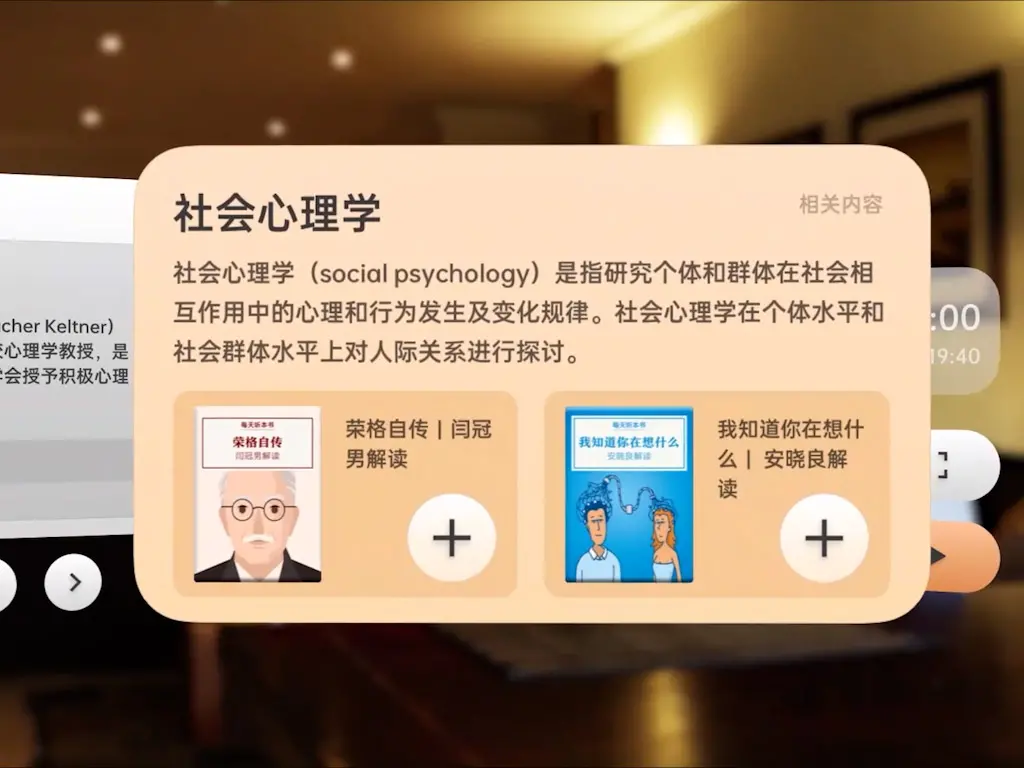 社会心理学
相关内容
社会心理学（social psychology）是指研究个体和群体在社会相
互作用中的心理和行为发生及变化规律。社会心理学在个体水平和
社会群体水平上对人际关系进行探讨。
每天听本书
荣格自传
闫冠男解读
荣格自传 | 闫冠
男解读
每天听本书
我知道你在想什么
安晓良解读
我知道你在想什
么 | 安晓良解
读
cher Keltner）
心理学教授，是
学会授予积极心理
:00
19:40